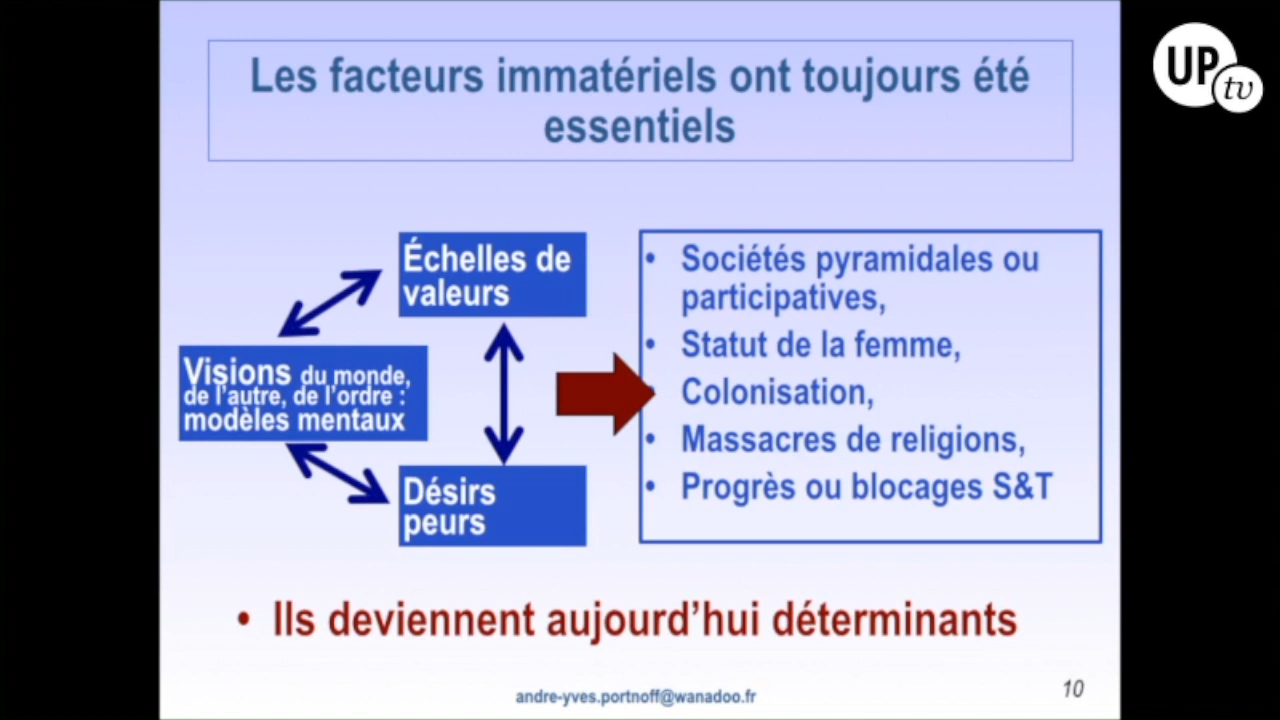 UP
tv
Les facteurs immatériels ont toujours été
essentiels
Échelles de
valeurs
Visions du monde,
de l'autre, de l'ordre :
modèles mentaux
Désirs
peurs
• Sociétés pyramidales ou
participatives,
• Statut de la femme,
• Colonisation,
• Massacres de religions,
• Progrès ou blocages S&T
• Ils deviennent aujourd'hui déterminants
andre-yves.portnoff@wanadoo.fr
10